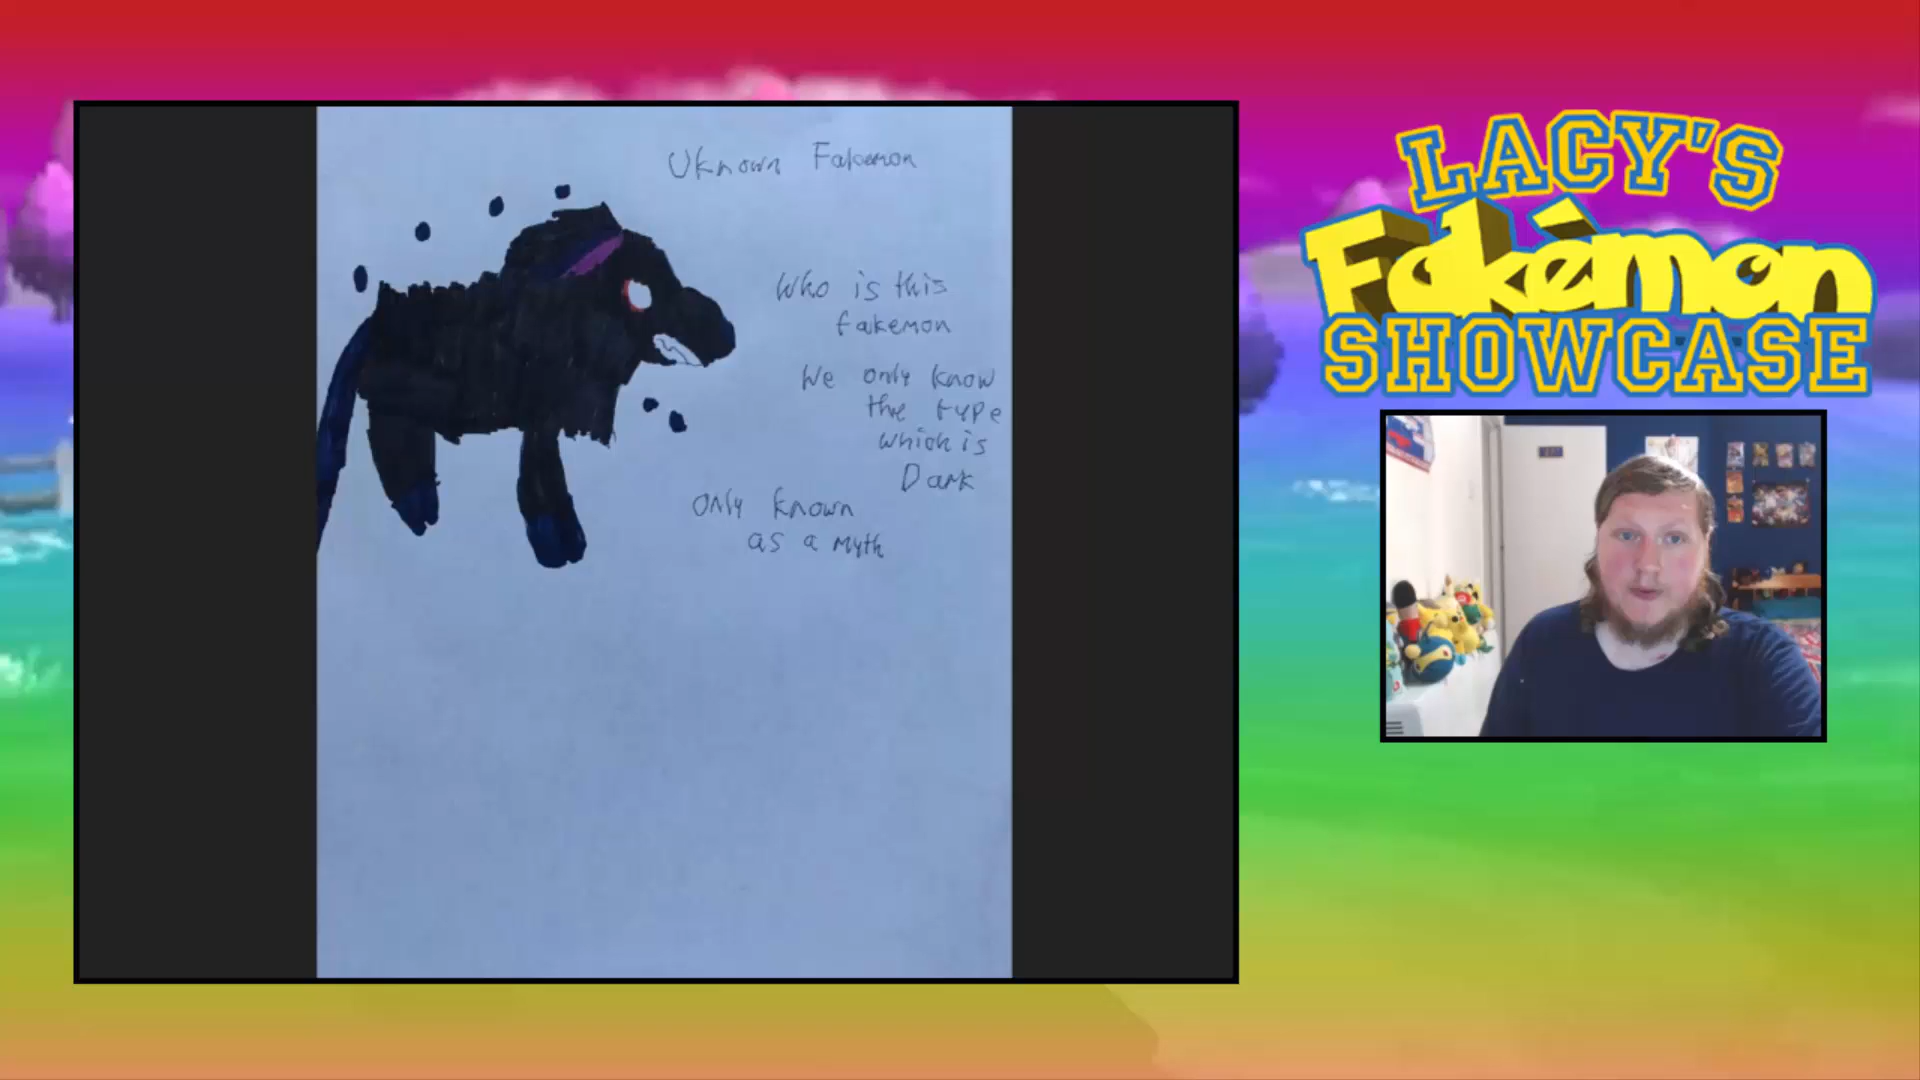 Uknown Fakemon
Who is this
fakemon
We only know
the type
which is
Dark
Only known
as a Myth
LACY'S
Fakémon
SHOWCASE